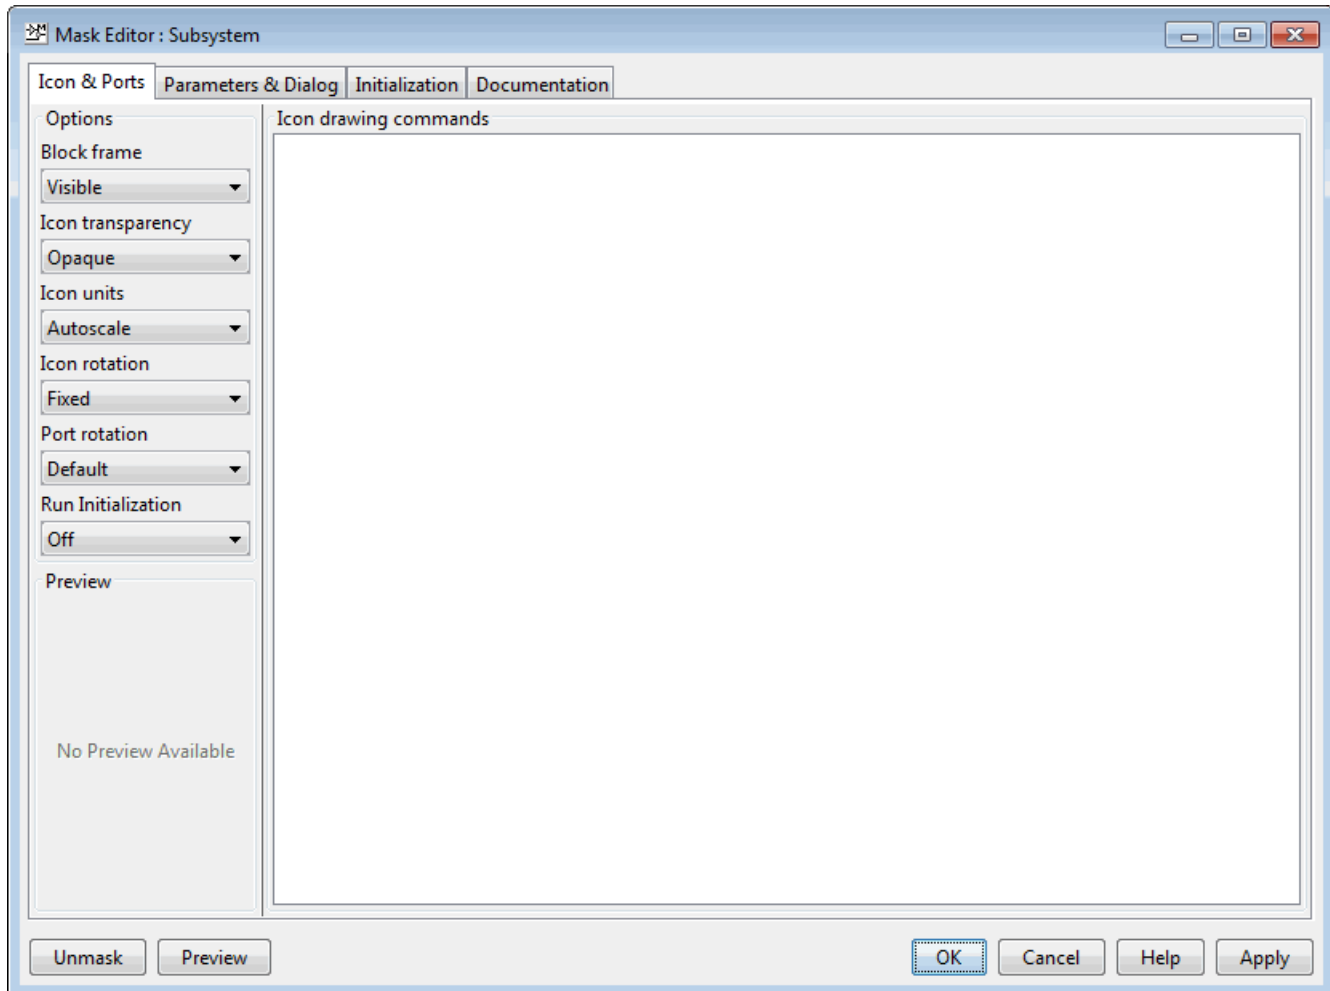 Mask Editor : Subsystem
Icon & Ports Parameters & Dialog Initialization Documentation
Options
Block frame
Visible
Icon transparency
Opaque
Icon units
Autoscale
Icon rotation
Fixed
Port rotation
Default
Run Initialization
Off
Preview
No Preview Available
Icon drawing commands
Unmask Preview OK Cancel Help Apply